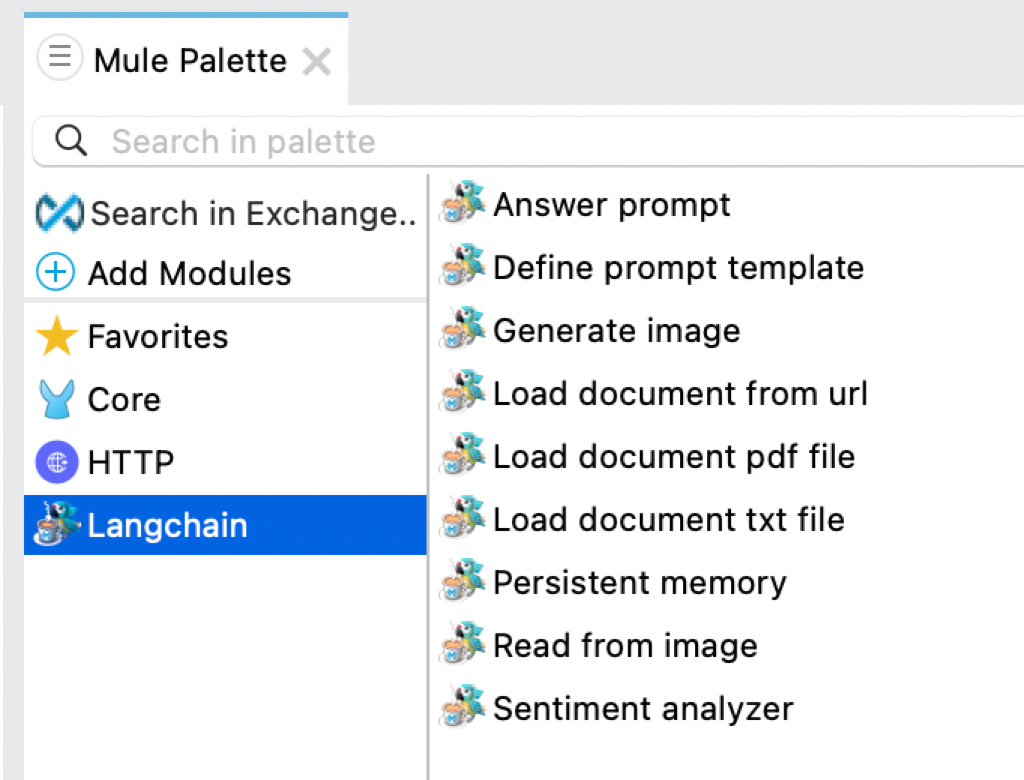 Mule Palette
Search in palette
Search in Exchange..
Add Modules
Favorites
Core
HTTP
Langchain
Answer prompt
Define prompt template
Generate image
Load document from url
Load document pdf file
Load document txt file
Persistent memory
Read from image
Sentiment analyzer